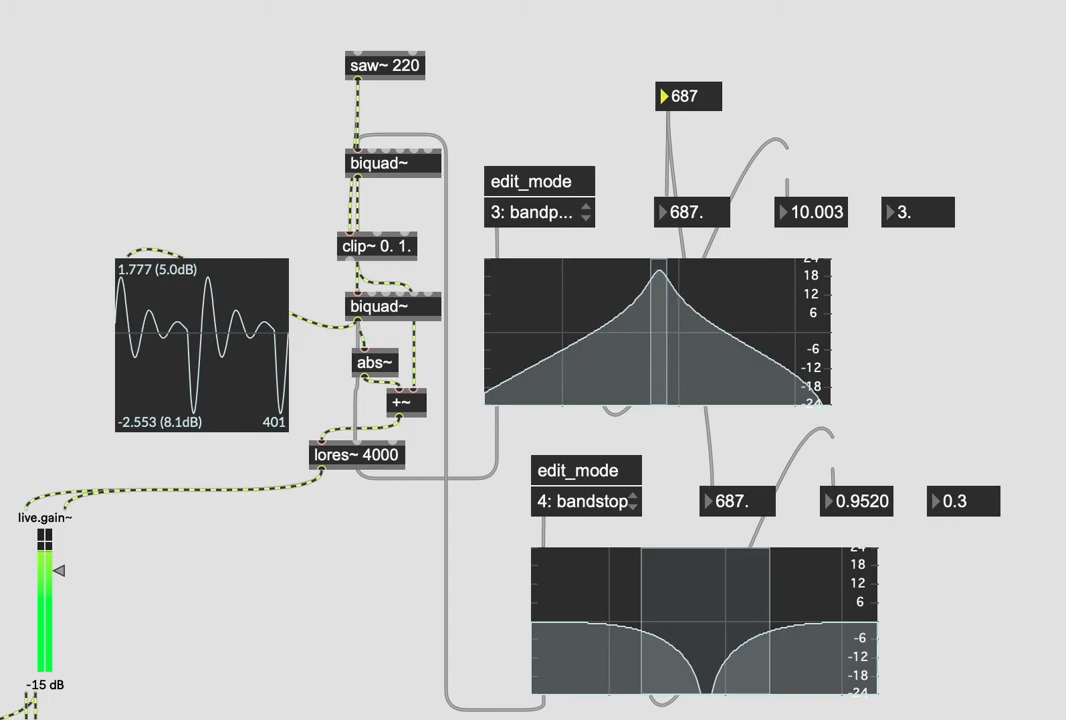 saw~ 220
687
biquad~
edit_mode
3: bandp...
687.
10.003
3.
clip~ 0. 1.
1.777 (5.0dB)
-2.553 (8.1dB)
401
biquad~
abs~
+~
lores~ 4000
24
18
12
6
-6
-12
-18
-24
edit_mode
4: bandstop
687.
0.9520
0.3
live.gain~
-15 dB
24
18
12
6
-6
-12
-18
-24